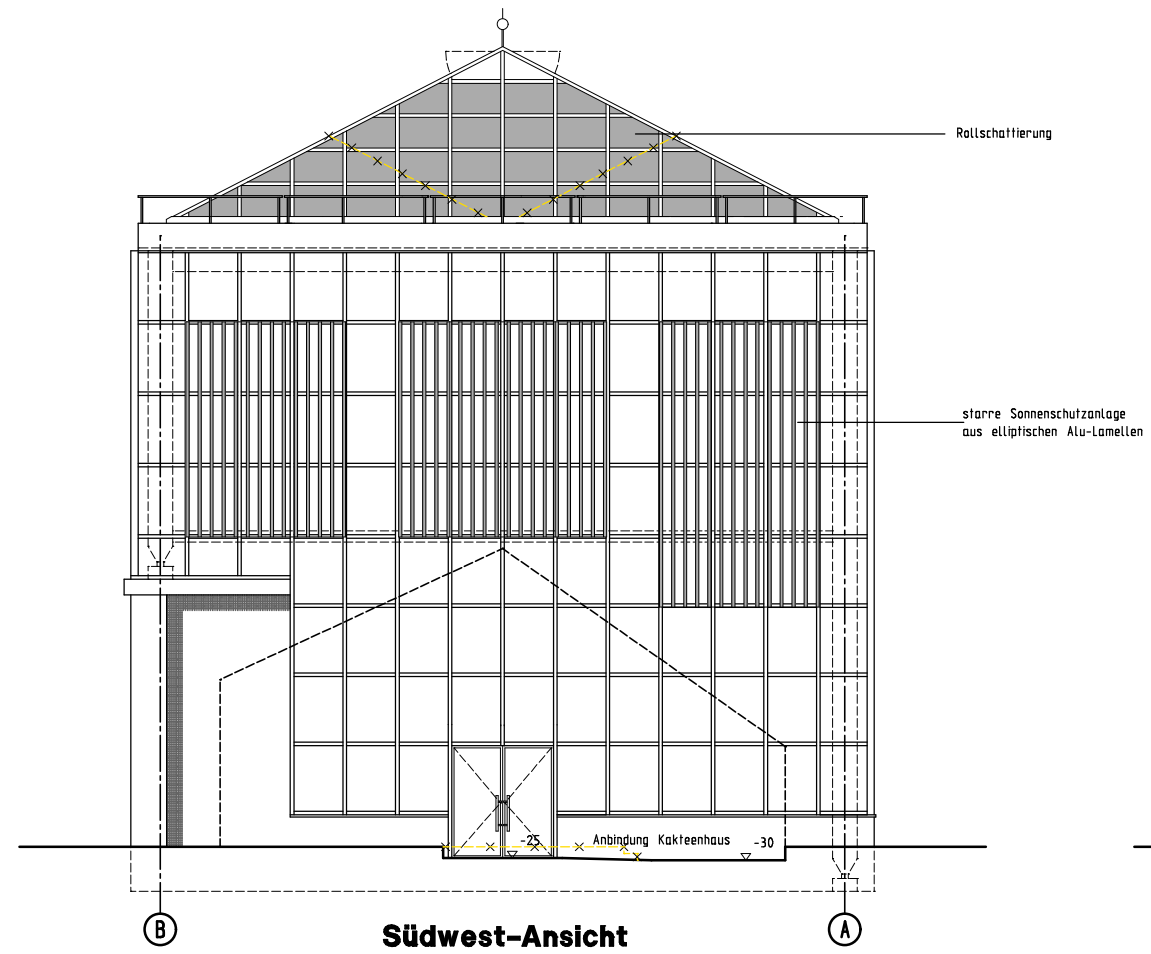 Rollschattierung
starre Sonnenschutzanlage
aus elliptischen Alu-Lamellen
-25
Anbindung Kakteenhaus
-30
B
Südwest-Ansicht
A